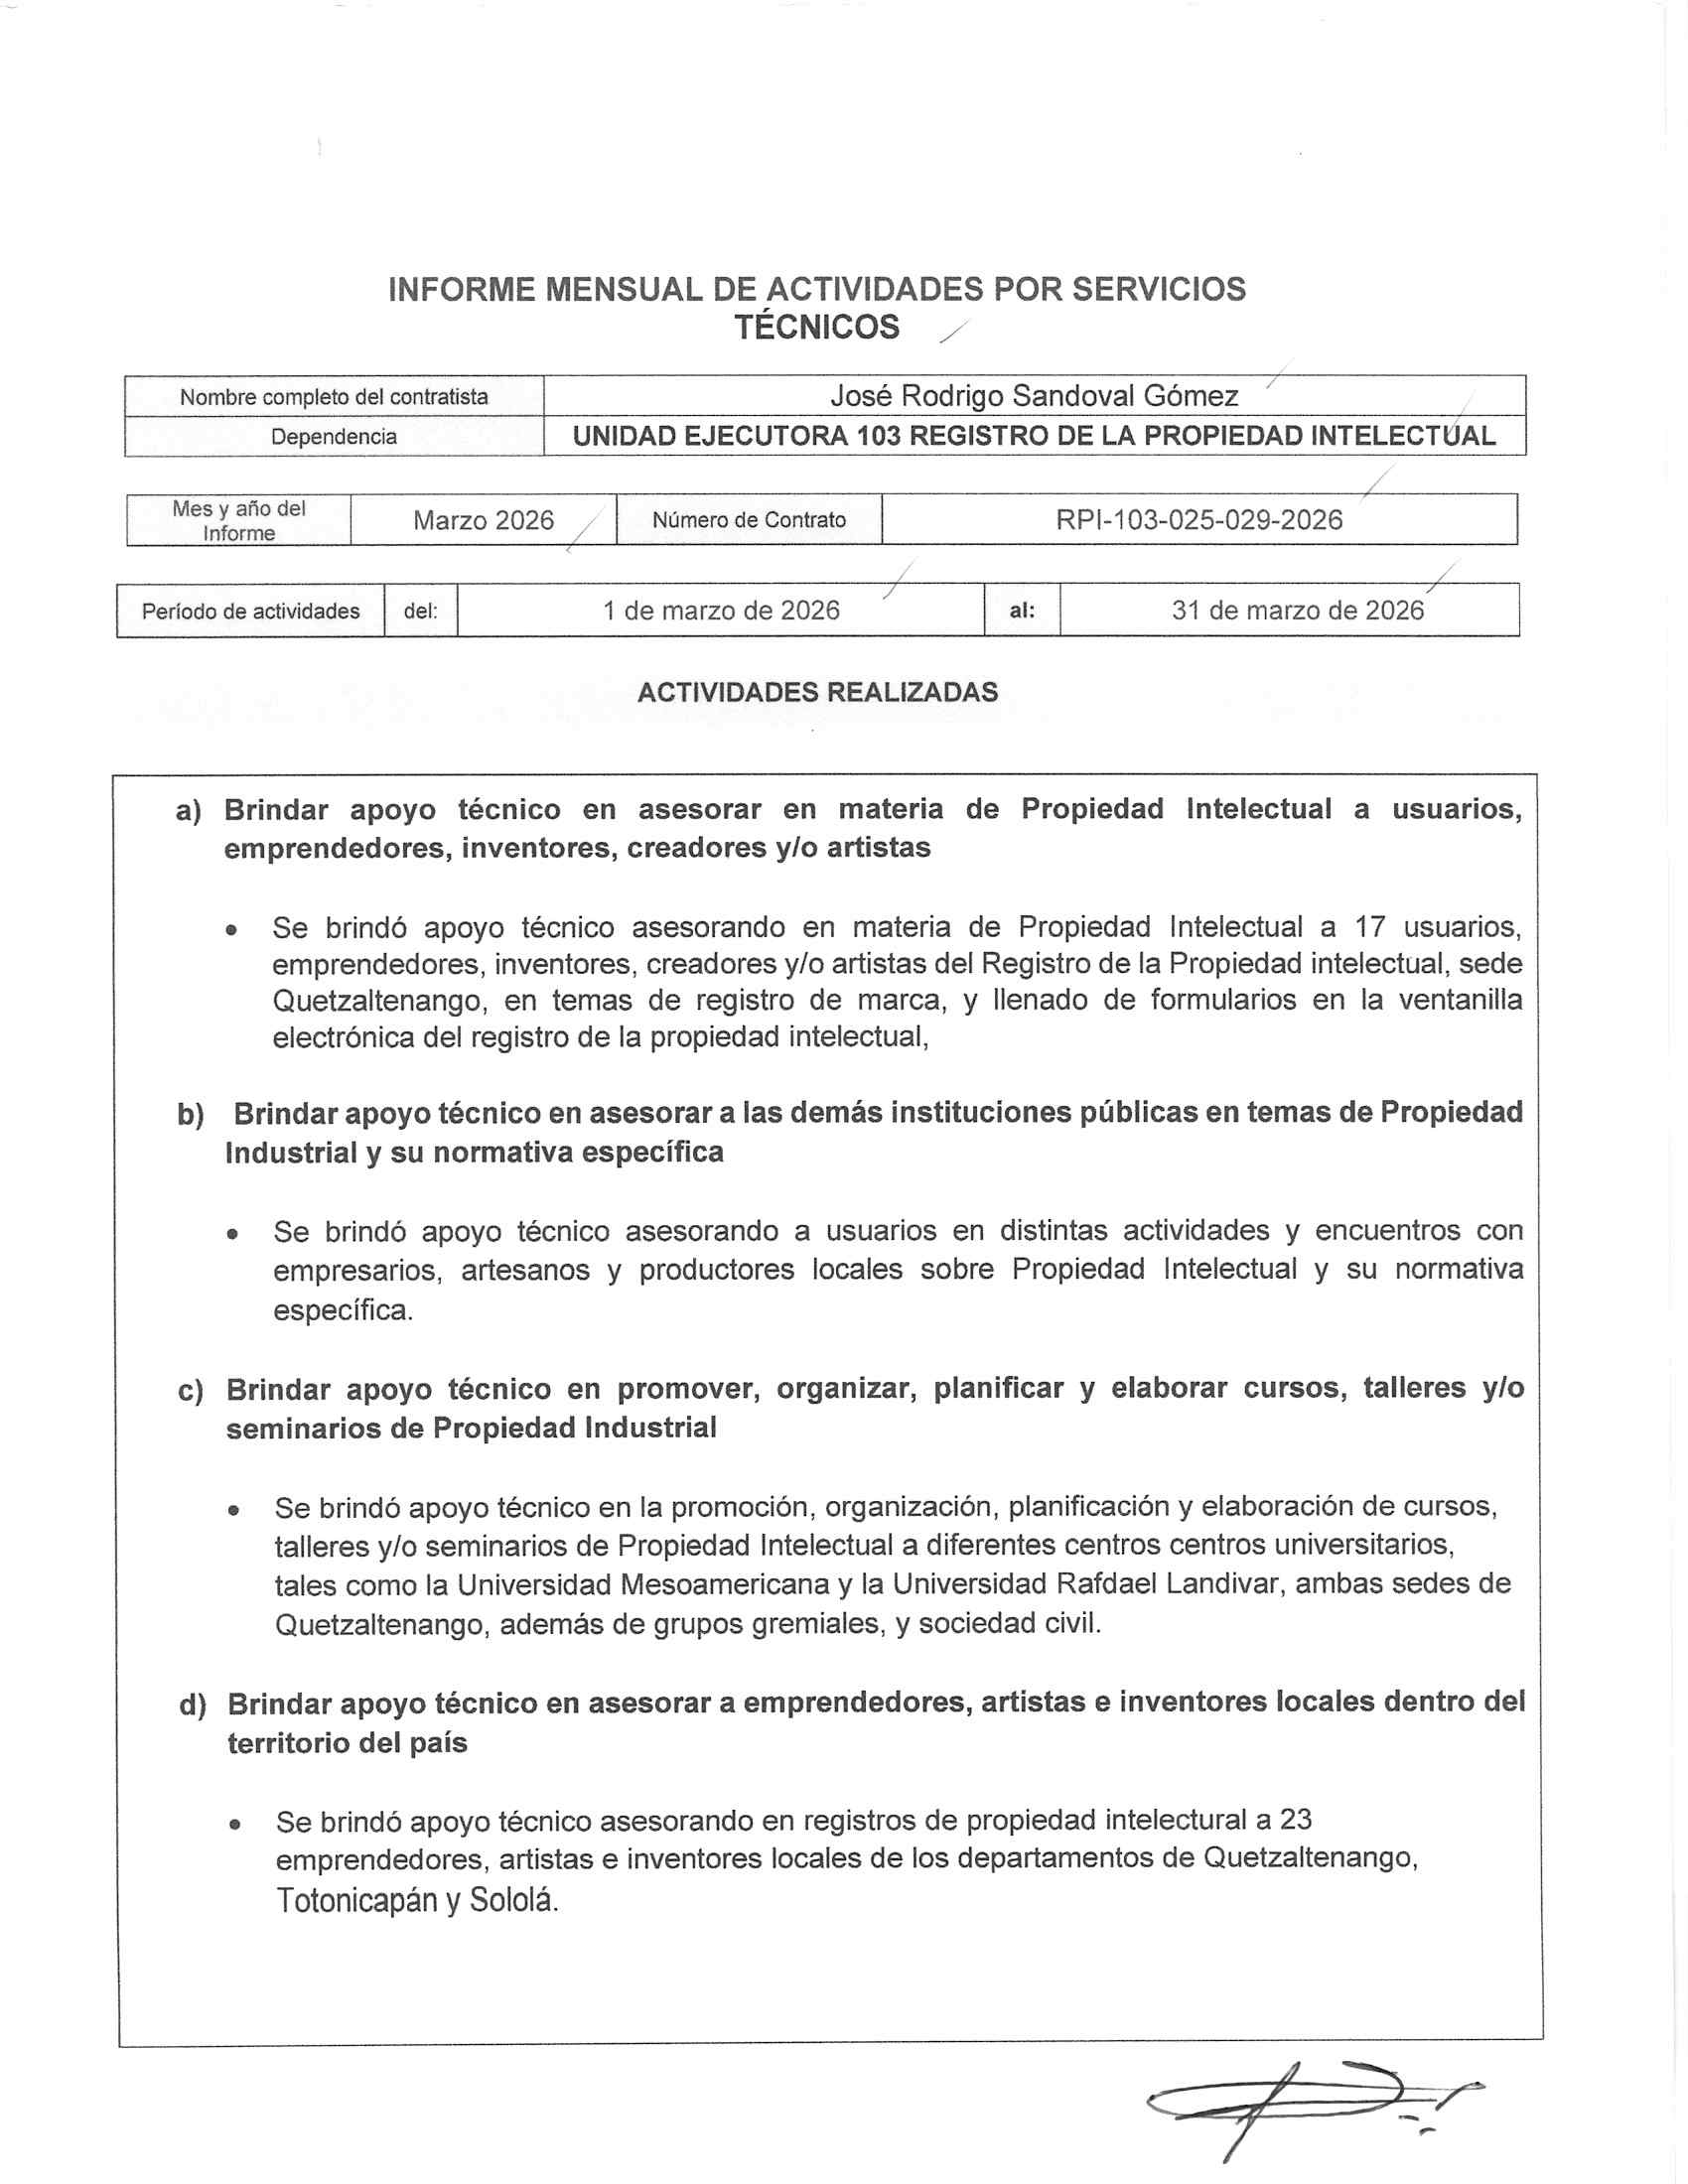 INFORME MENSUAL DE ACTIVIDADES POR SERVICIOS
TÉCNICOS
Nombre completo del contratista José Rodrigo Sandoval Gómez
Dependencia UNIDAD EJECUTORA 103 REGISTRO DE LA PROPIEDAD INTELECTUAL
Mes y año del
Informe
Marzo 2026
Número de Contrato
RPI-103-025-029-2026
Período de actividades del: 1 de marzo de 2026 al: 31 de marzo de 2026
ACTIVIDADES REALIZADAS
a) Brindar apoyo técnico en asesorar en materia de Propiedad Intelectual a usuarios,
emprendedores, inventores, creadores y/o artistas
• Se brindó apoyo técnico asesorando en materia de Propiedad Intelectual a 17 usuarios,
emprendedores, inventores, creadores y/o artistas del Registro de la Propiedad intelectual, sede
Quetzaltenango, en temas de registro de marca, y llenado de formularios en la ventanilla
electrónica del registro de la propiedad intelectual,
b) Brindar apoyo técnico en asesorar a las demás instituciones públicas en temas de Propiedad
Industrial y su normativa específica
• Se brindó apoyo técnico asesorando a usuarios en distintas actividades y encuentros con
empresarios, artesanos y productores locales sobre Propiedad Intelectual y su normativa
específica.
c) Brindar apoyo técnico en promover, organizar, planificar y elaborar cursos, talleres y/o
seminarios de Propiedad Industrial
• Se brindó apoyo técnico en la promoción, organización, planificación y elaboración de cursos,
talleres y/o seminarios de Propiedad Intelectual a diferentes centros centros universitarios,
tales como la Universidad Mesoamericana y la Universidad Rafdael Landivar, ambas sedes de
Quetzaltenango, además de grupos gremiales, y sociedad civil.
d) Brindar apoyo técnico en asesorar a emprendedores, artistas e inventores locales dentro del
territorio del país
• Se brindó apoyo técnico asesorando en registros de propiedad intelectural a 23
emprendedores, artistas e inventores locales de los departamentos de Quetzaltenango,
Totonicapán y Sololá.